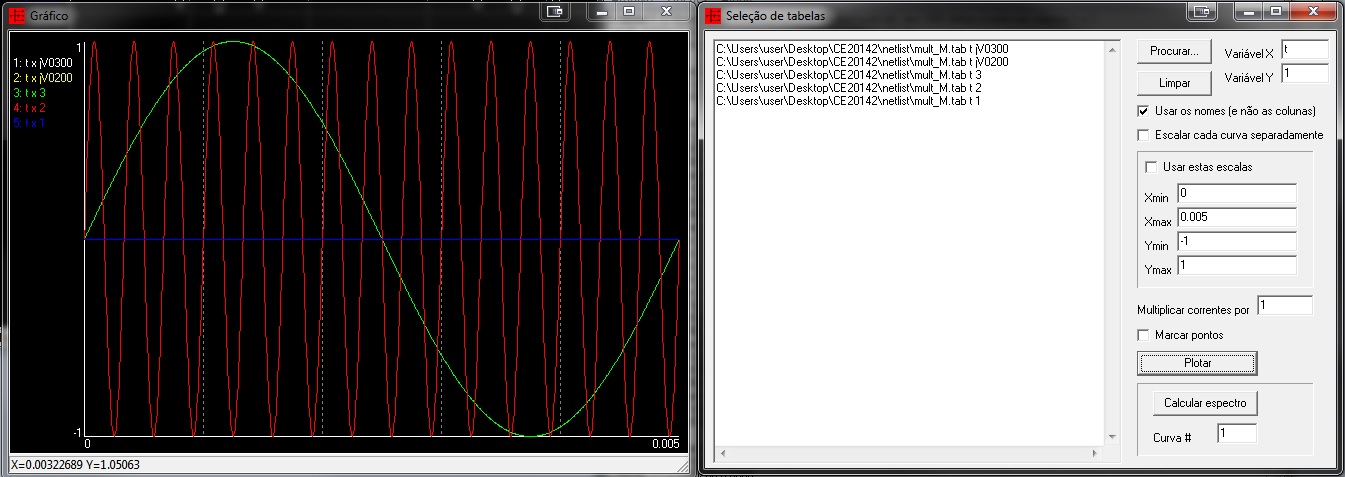 Gráfico
1
1: t x jV0300
2: t x jV0200
3: t x 3
4: t x 2
5: t x 1
-1
0
0.005
X=0.00322689 Y=1.05063
Seleção de tabelas
C:\Users\user\Desktop\CE20142\netlist\mult_M.tab t jV0300
C:\Users\user\Desktop\CE20142\netlist\mult_M.tab t jV0200
C:\Users\user\Desktop\CE20142\netlist\mult_M.tab t 3
C:\Users\user\Desktop\CE20142\netlist\mult_M.tab t 2
C:\Users\user\Desktop\CE20142\netlist\mult_M.tab t 1
Procurar...
Variável X t
Limpar
Variável Y 1
Usar os nomes (e não as colunas)
Escalar cada curva separadamente
Usar estas escalas
Xmin 0
Xmax 0.005
Ymin -1
Ymax 1
Multiplicar correntes por 1
Marcar pontos
Plotar
Calcular espectro
Curva # 1